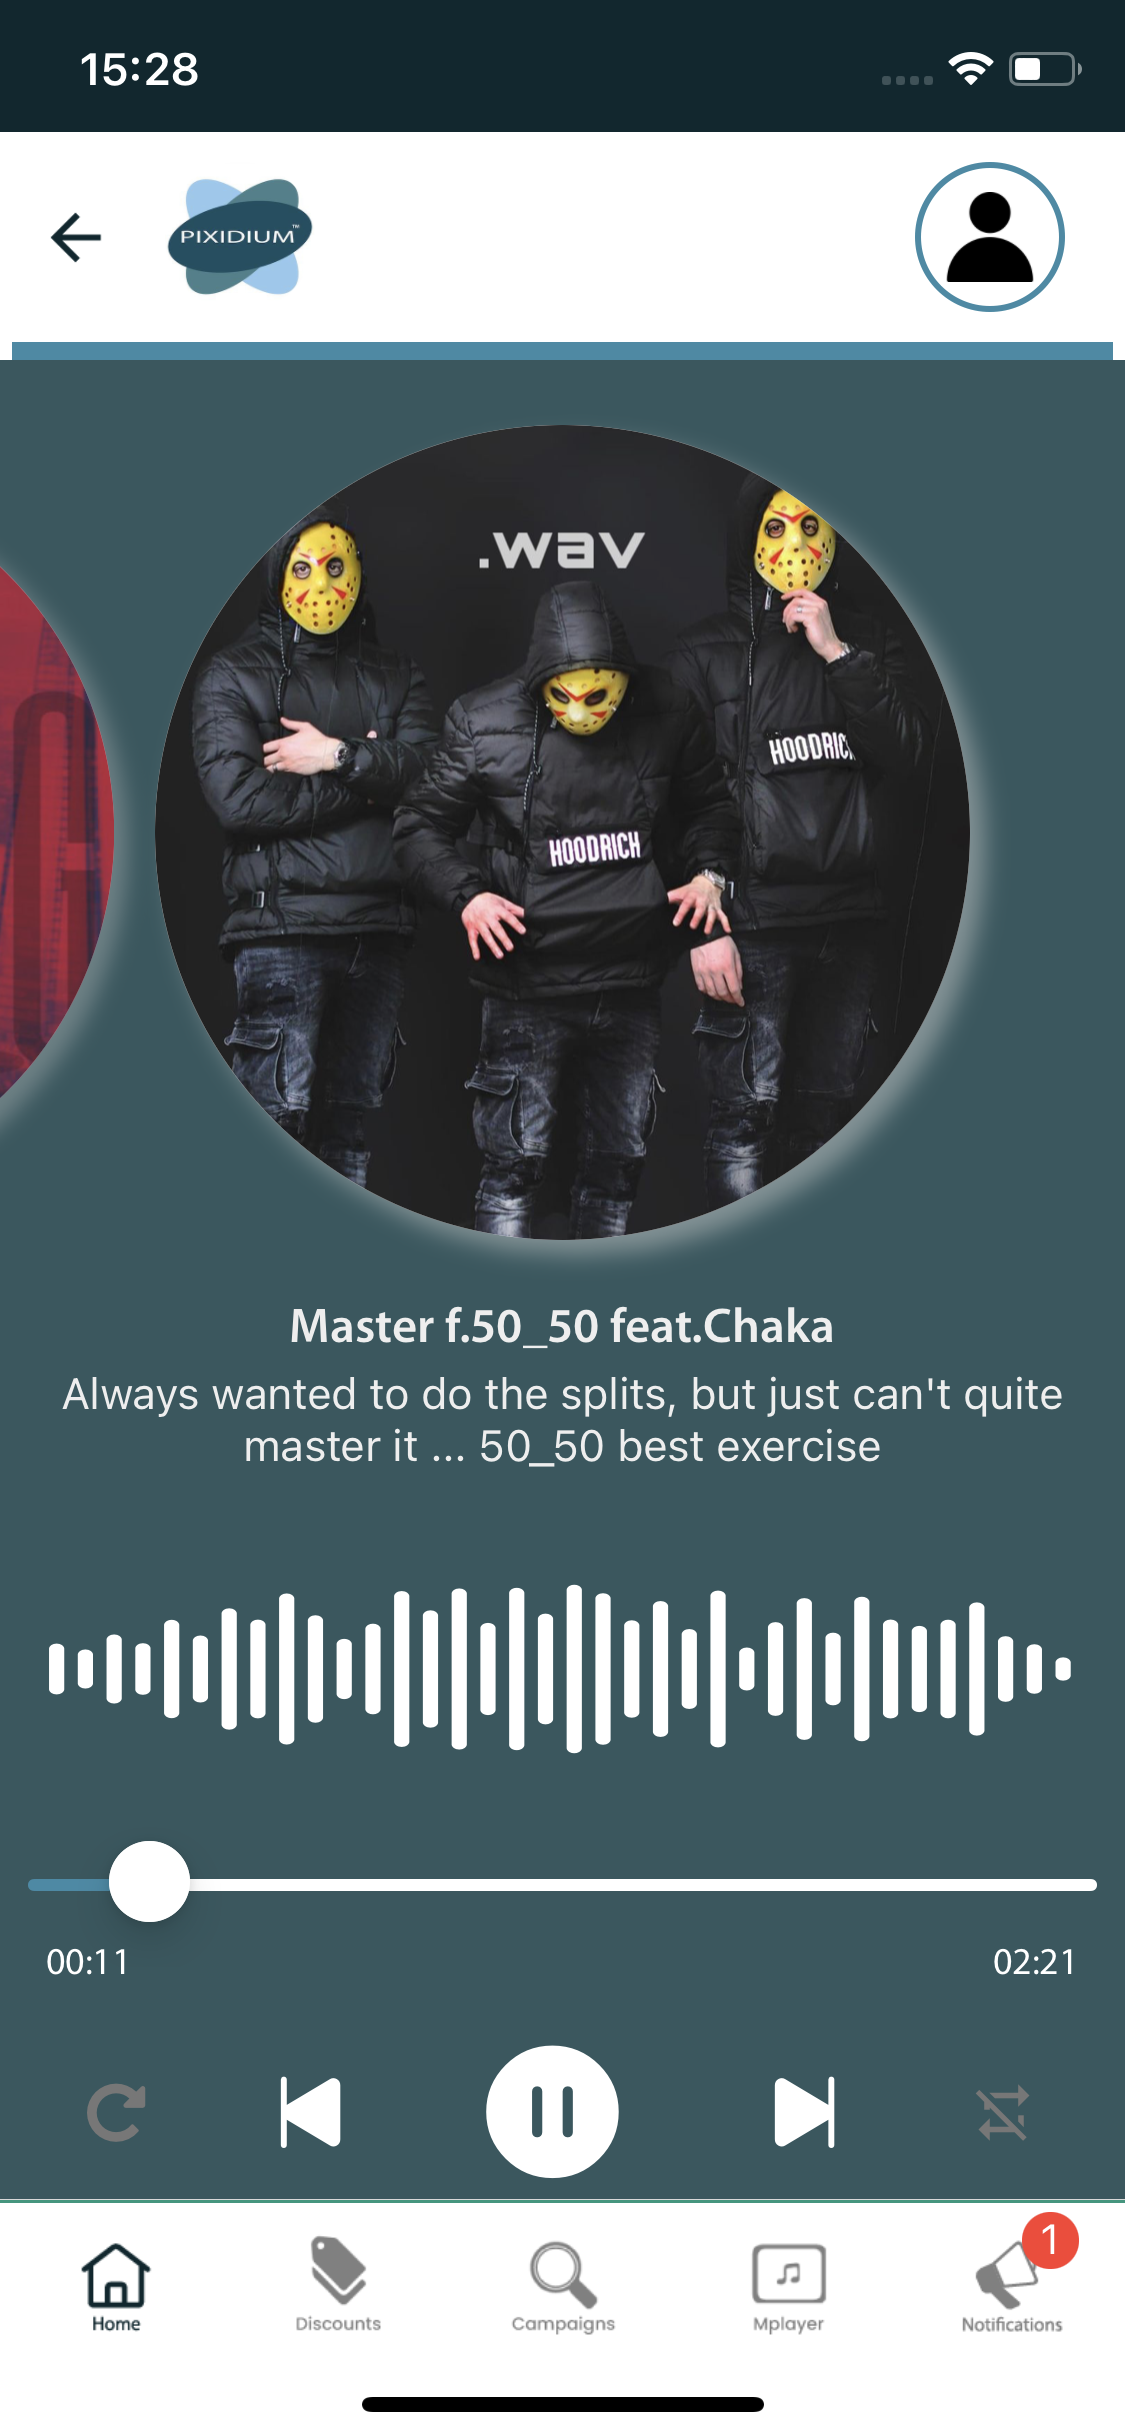 15:28
PIXIDIUM™
.wav
HOODRICH
HOODRICH
Master f.50_50 feat.Chaka
Always wanted to do the splits, but just can't quite
master it ... 50_50 best exercise
00:11
02:21
1
Home
Discounts
Campaigns
Mplayer
Notifications